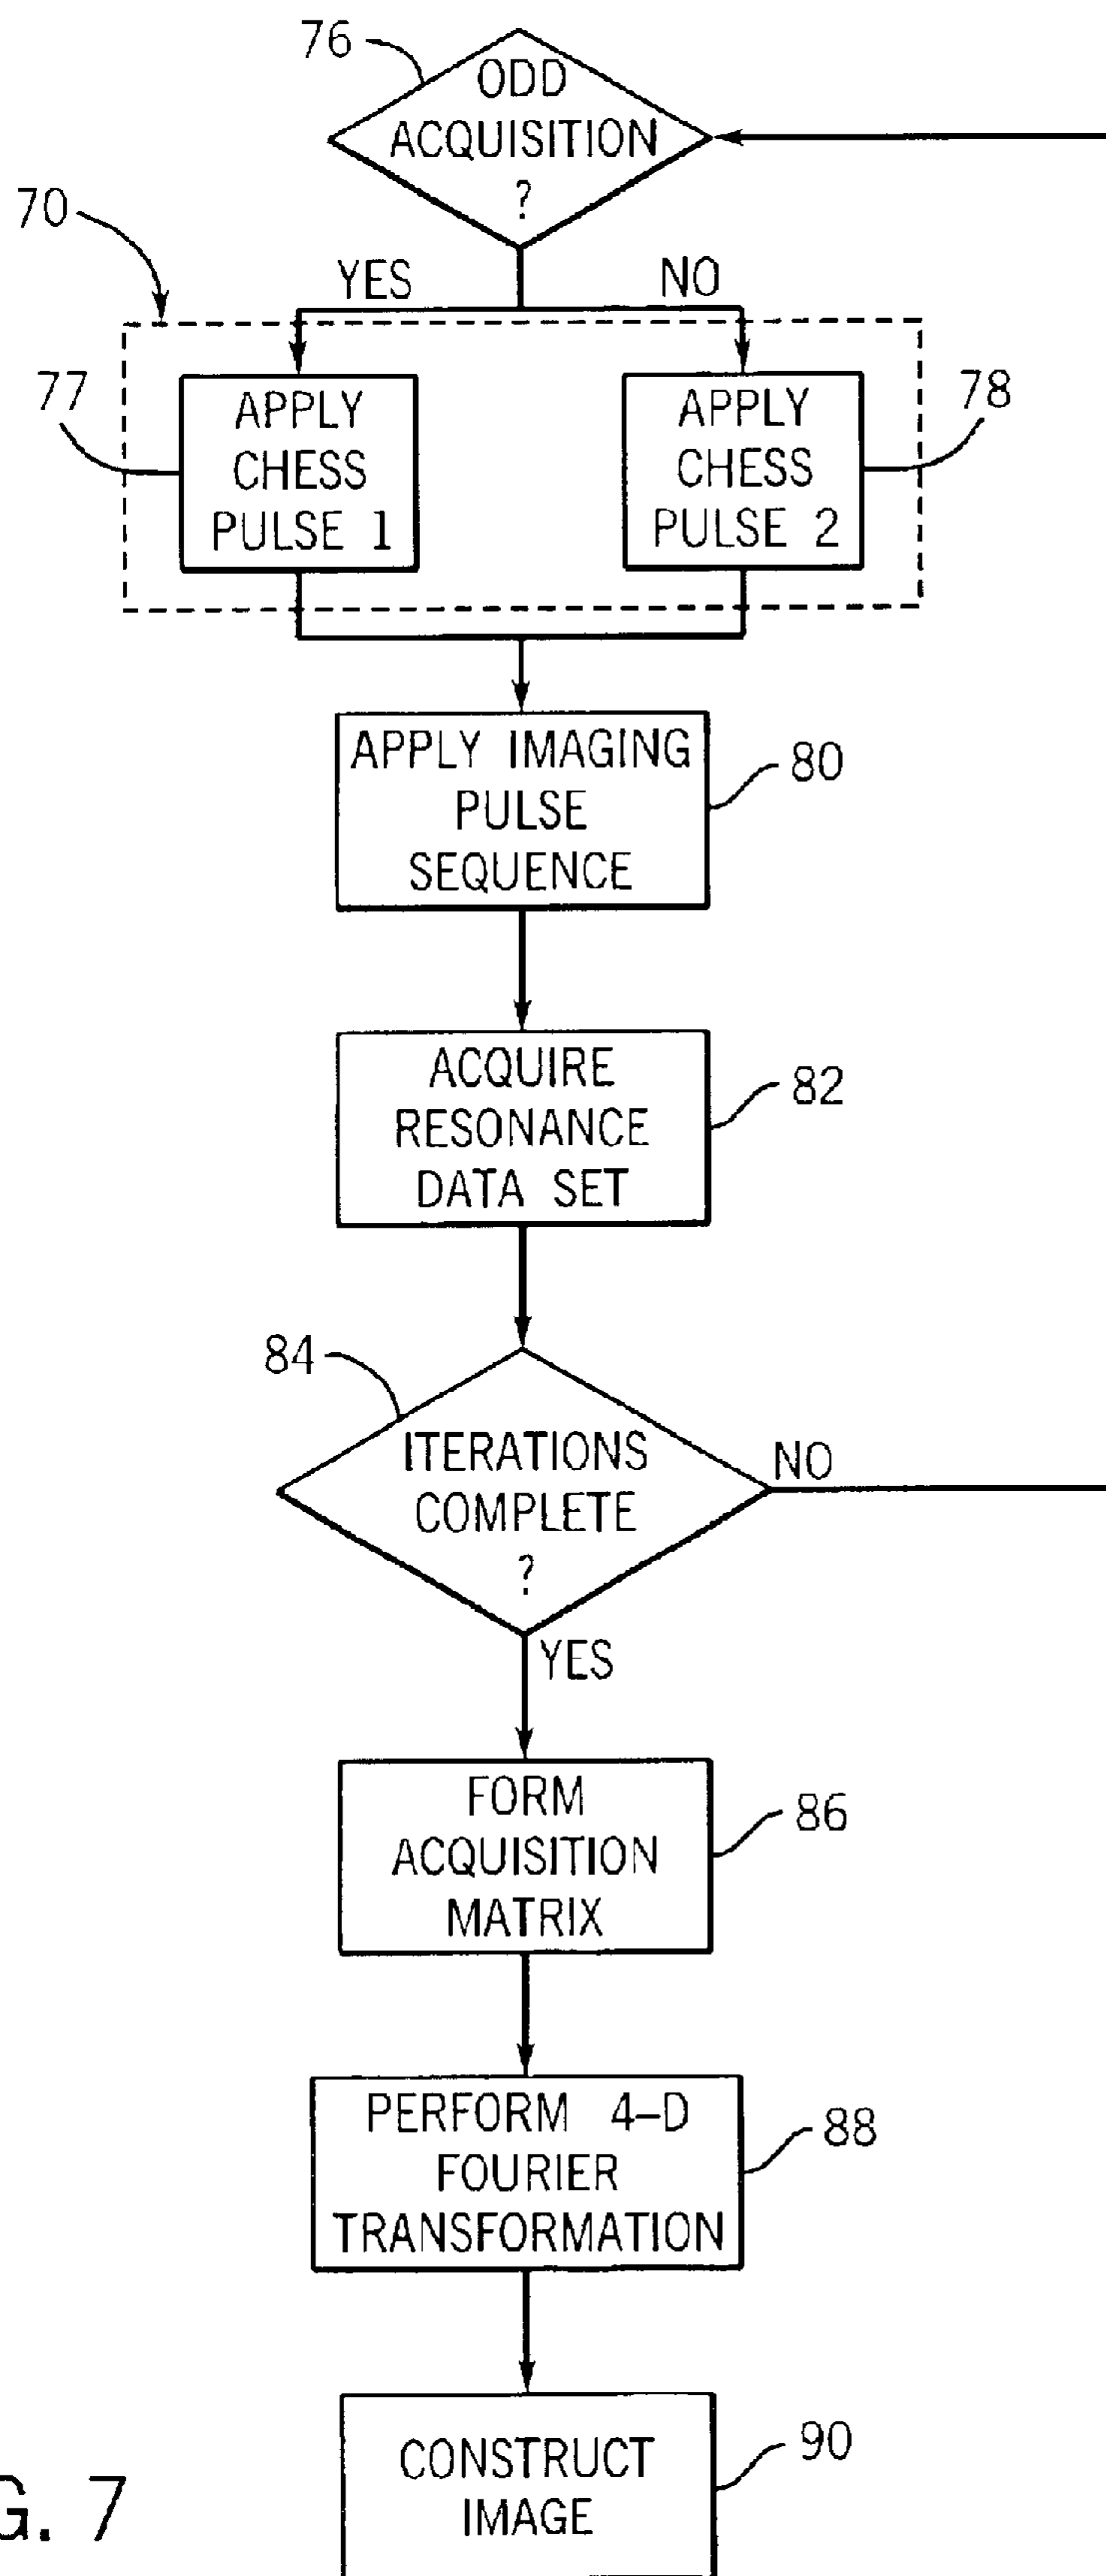 76
ODD
ACQUISITION
?
70
YES
NO
77
78
APPLY
CHESS
PULSE 1
APPLY
CHESS
PULSE 2
APPLY IMAGING
PULSE
SEQUENCE
80
ACQUIRE
RESONANCE
DATA SET
82
84
ITERATIONS
COMPLETE
?
NO
YES
FORM
ACQUISITION
MATRIX
86
PERFORM 4-D
FOURIER
TRANSFORMATION
88
CONSTRUCT
IMAGE
90
G. 7